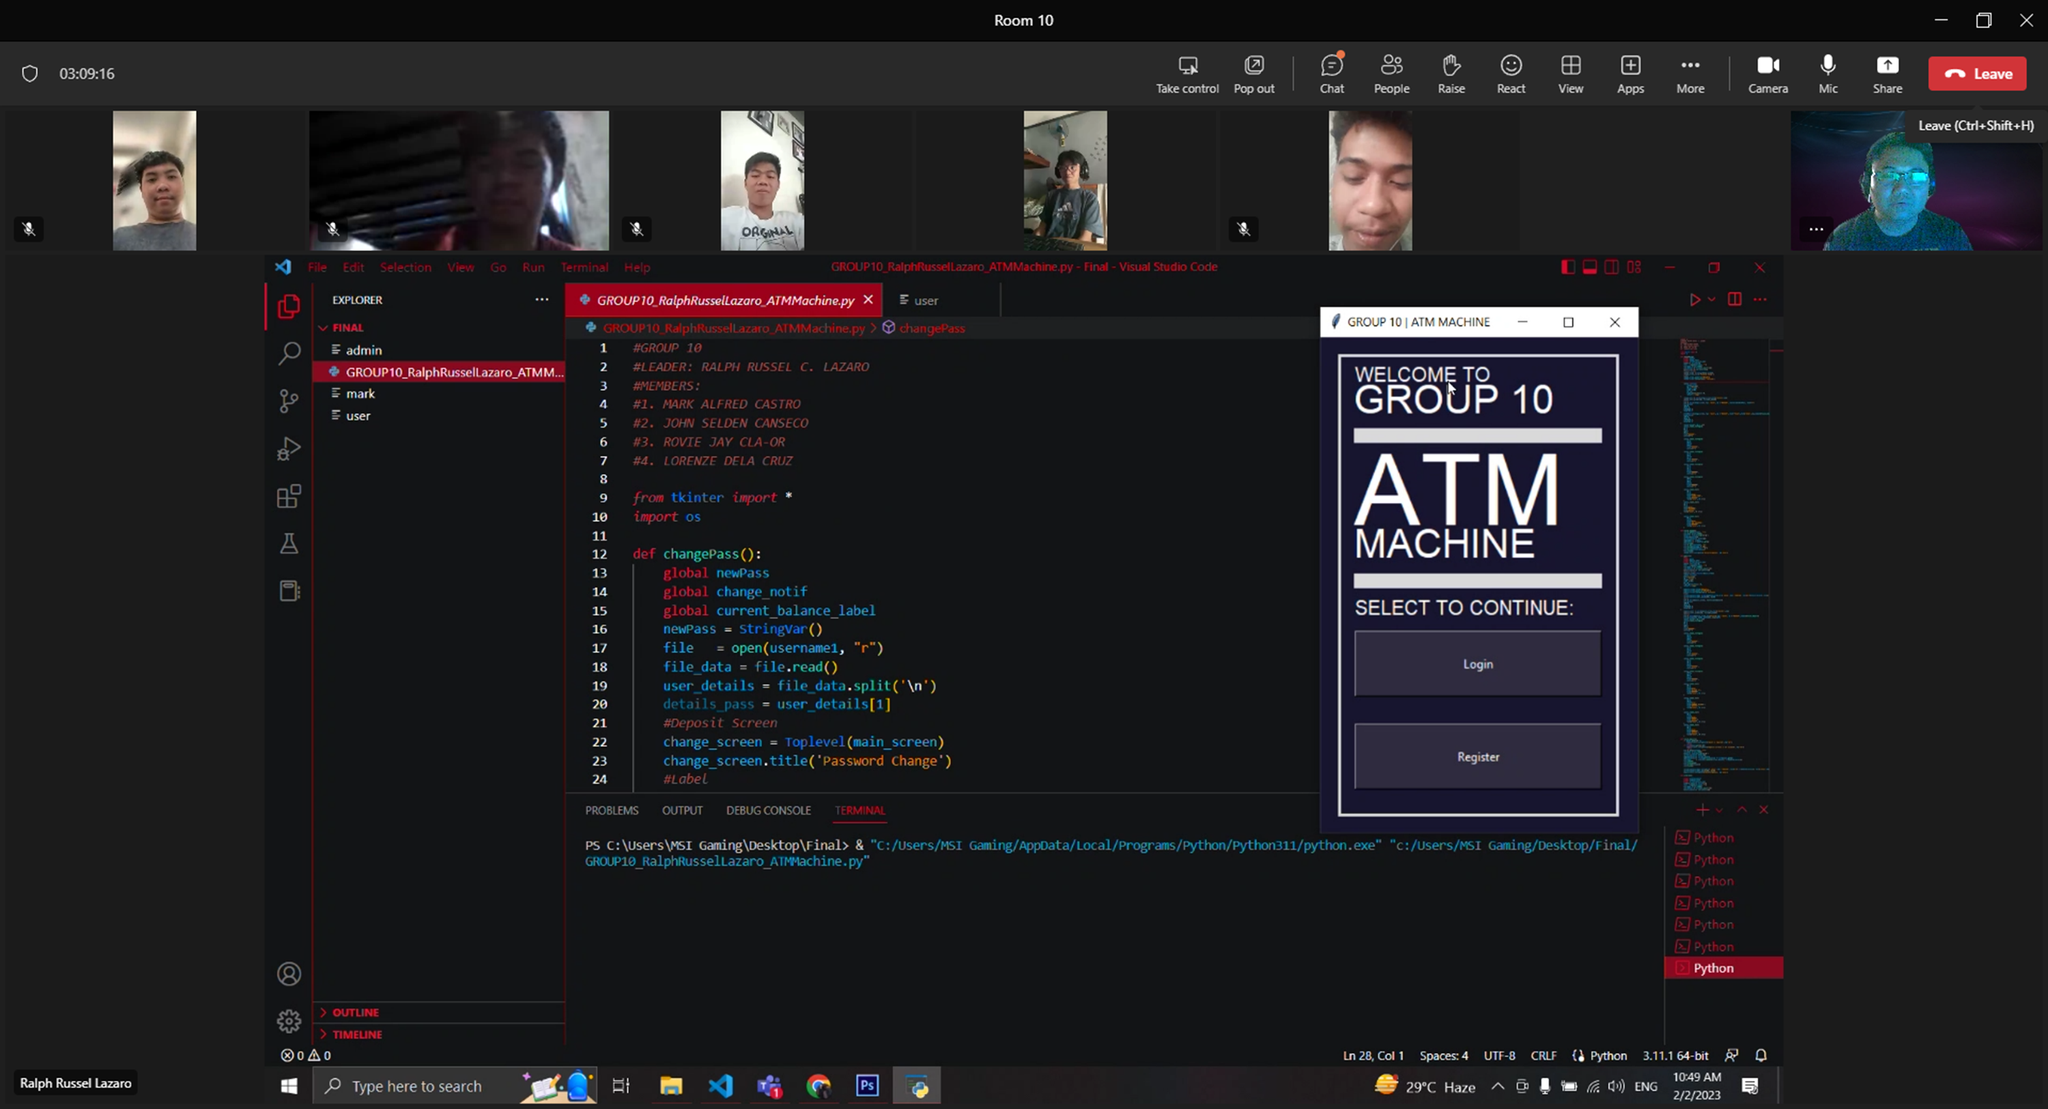 Room 10
03:09:16
Take control
Pop out
Chat
People
Raise
React
View
Apps
More
Camera
Mic
Share
Leave
Leave (Ctrl+Shift+H)
ORGINAL
File Edit Selection View Go Run Terminal Help
GROUP10_RalphRusselLazaro_ATMMachine.py - Final - Visual Studio Code
EXPLORER
FINAL
admin
GROUP10_RalphRusselLazaro_ATMM...
mark
user
OUTLINE
TIMELINE
GROUP10_RalphRusselLazaro_ATMMachine.py
user
GROUP10_RalphRusselLazaro_ATMMachine.py > changePass
1 #GROUP 10
2 #LEADER: RALPH RUSSEL C. LAZARO
3 #MEMBERS:
4 #1. MARK ALFRED CASTRO
5 #2. JOHN SELDEN CANSECO
6 #3. ROVIE JAY CLA-OR
7 #4. LORENZE DELA CRUZ
8
9 from tkinter import *
10 import os
11
12 def changePass():
13 global newPass
14 global change_notif
15 global current_balance_label
16 newPass = StringVar()
17 file = open(username1, "r")
18 file_data = file.read()
19 user_details = file_data.split('\n')
20 details_pass = user_details[1]
21 #Deposit Screen
22 change_screen = Toplevel(main_screen)
23 change_screen.title('Password Change')
24 #Label
GROUP 10 | ATM MACHINE
WELCOME TO
GROUP 10
ATM
MACHINE
SELECT TO CONTINUE:
Login
Register
PROBLEMS OUTPUT DEBUG CONSOLE TERMINAL
PS C:\Users\MSI Gaming\Desktop\Final> & "C:/Users/MSI Gaming/AppData/Local/Programs/Python/Python311/python.exe" "c:/Users/MSI Gaming/Desktop/Final/
GROUP10_RalphRusselLazaro_ATMMachine.py"
Python
Python
Python
Python
Python
Python
Python
0 0
Ln 28, Col 1 Spaces: 4 UTF-8 CRLF Python 3.11.1 64-bit
Ralph Russel Lazaro
Type here to search
1
Ps
29°C Haze
ENG
10:49 AM
2/2/2023